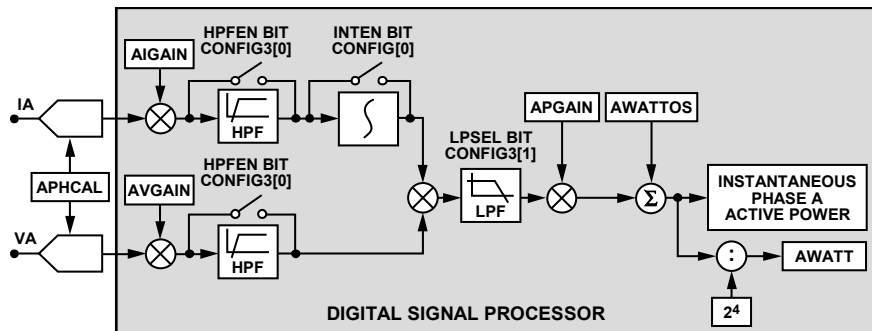 HPFEN BIT
CONFIG3[0]
INTEN BIT
CONFIG[0]
AIGAIN
IA
HPF
LPSEL BIT
CONFIG3[1]
APGAIN
AWATTOS
APHCAL
HPFEN BIT
CONFIG3[0]
AVGAIN
LPF
Σ
INSTANTANEOUS
PHASE A
ACTIVE POWER
VA
HPF
:
AWATT
2⁴
DIGITAL SIGNAL PROCESSOR